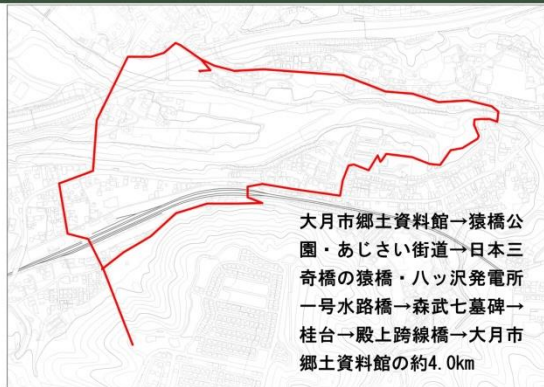 大月市郷土資料館→猿橋公
園・あじさい街道→日本三
奇橋の猿橋・八ッ沢発電所
一号水路橋→森武七墓碑→
桂台→殿上跨線橋→大月市
郷土資料館の約4.0km